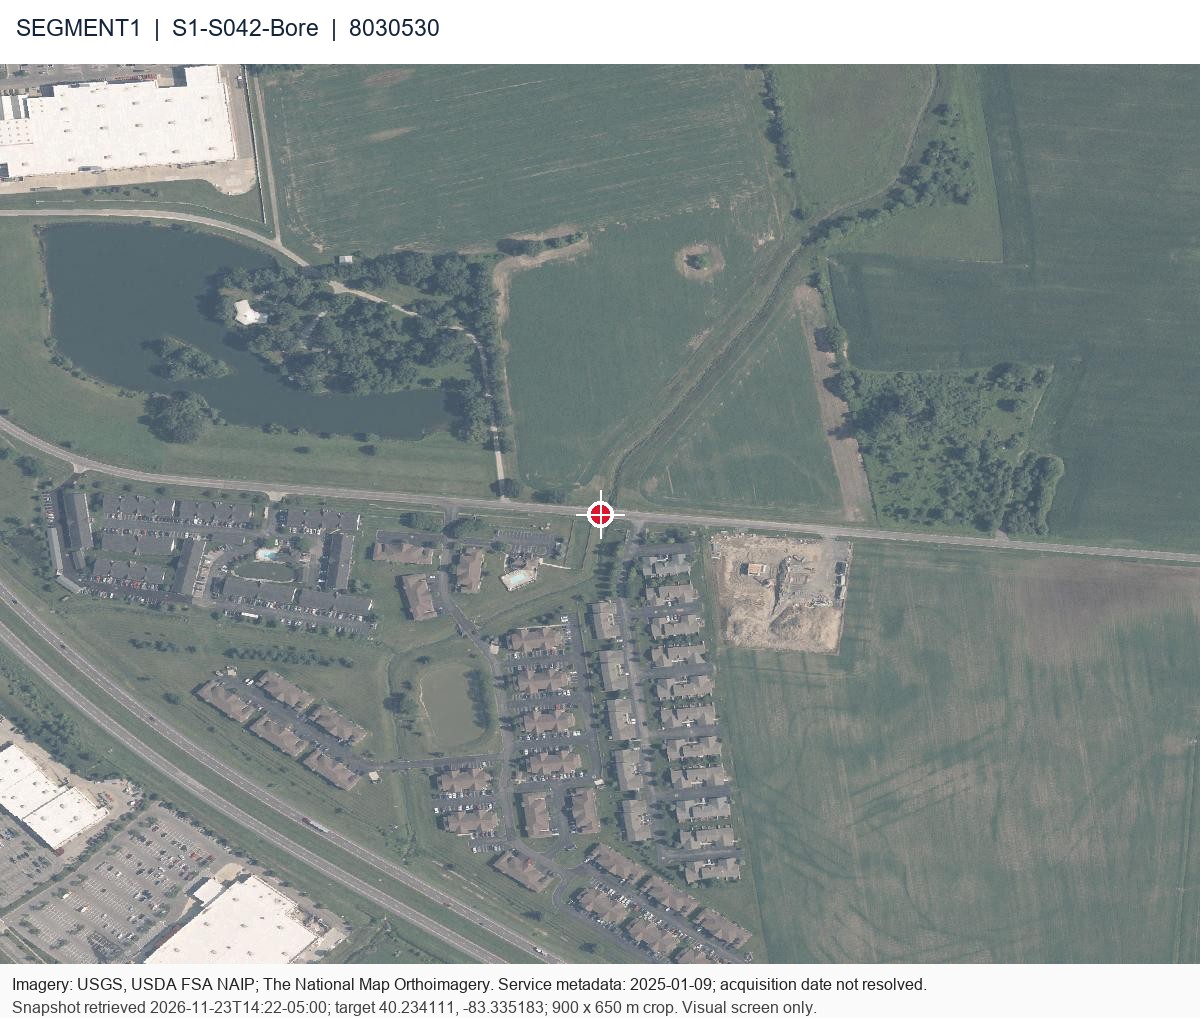 SEGMENT1 | S1-S042-Bore | 8030530
Imagery: USGS, USDA FSA NAIP; The National Map Orthoimagery. Service metadata: 2025-01-09; acquisition date not resolved.
Snapshot retrieved 2026-11-23T14:22-05:00; target 40.234111, -83.335183; 900 x 650 m crop. Visual screen only.